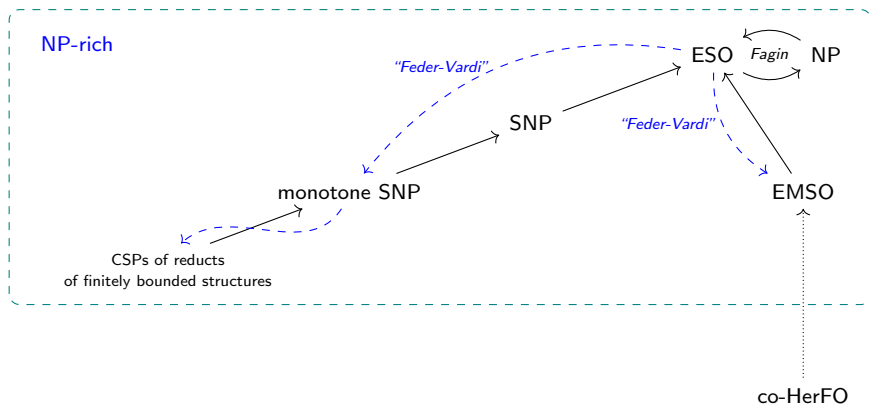 NP-rich
ESO
Fagin
NP
“Feder-Vardi”
SNP
“Feder-Vardi”
monotone SNP
EMSO
CSPs of reducts
of finitely bounded structures
co-HerFO